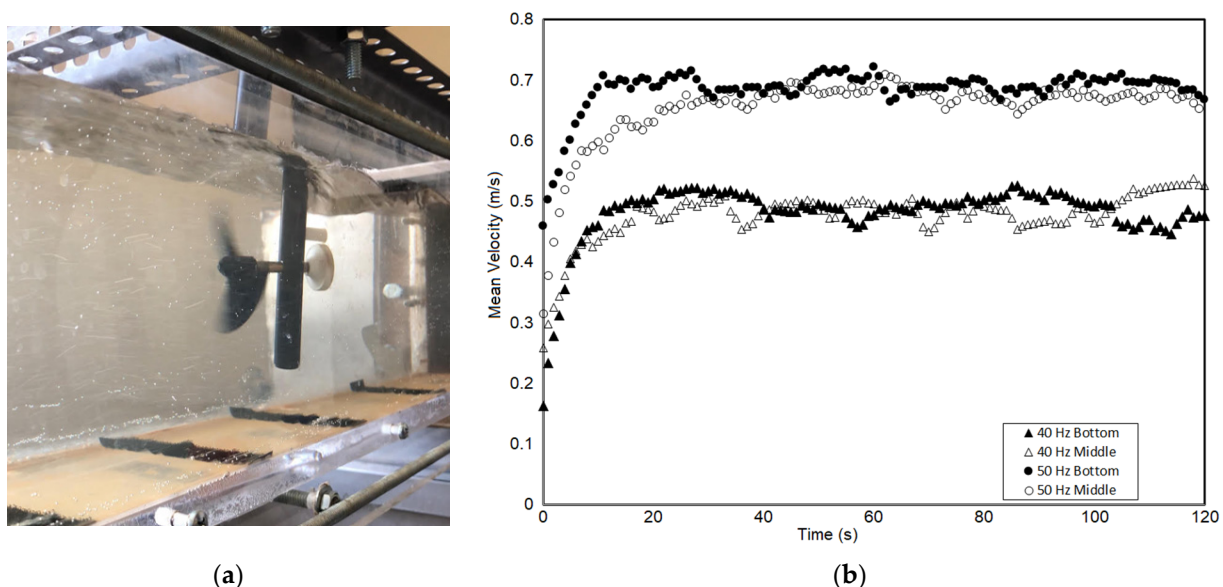 0.8
0.7
0.6
0.5
0.4
0.3
0.2
0.1
0
Mean Velocity (m/s)
0 20 40 60 80 100 120
Time (s)
40 Hz Bottom
40 Hz Middle
50 Hz Bottom
50 Hz Middle
(a) (b)